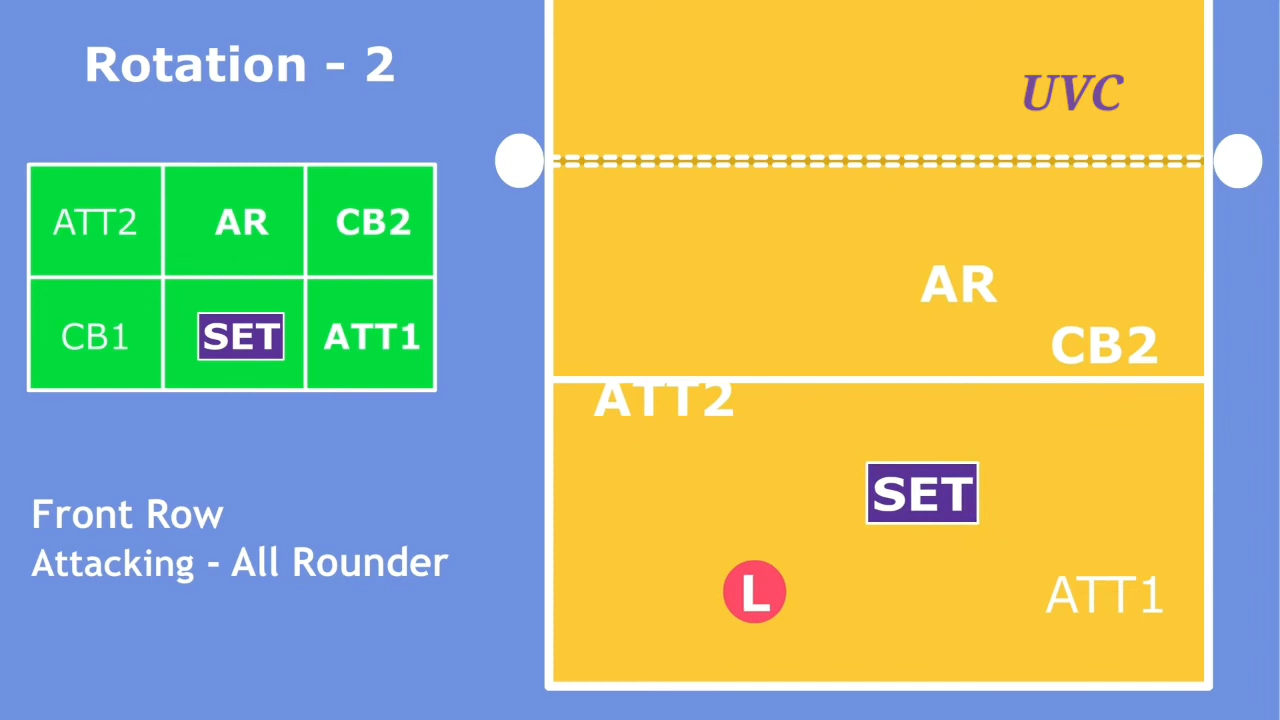 Rotation - 2
ATT2 AR CB2
CB1 SET ATT1
Front Row
Attacking - All Rounder
UVC
AR
CB2
ATT2
SET
L
ATT1